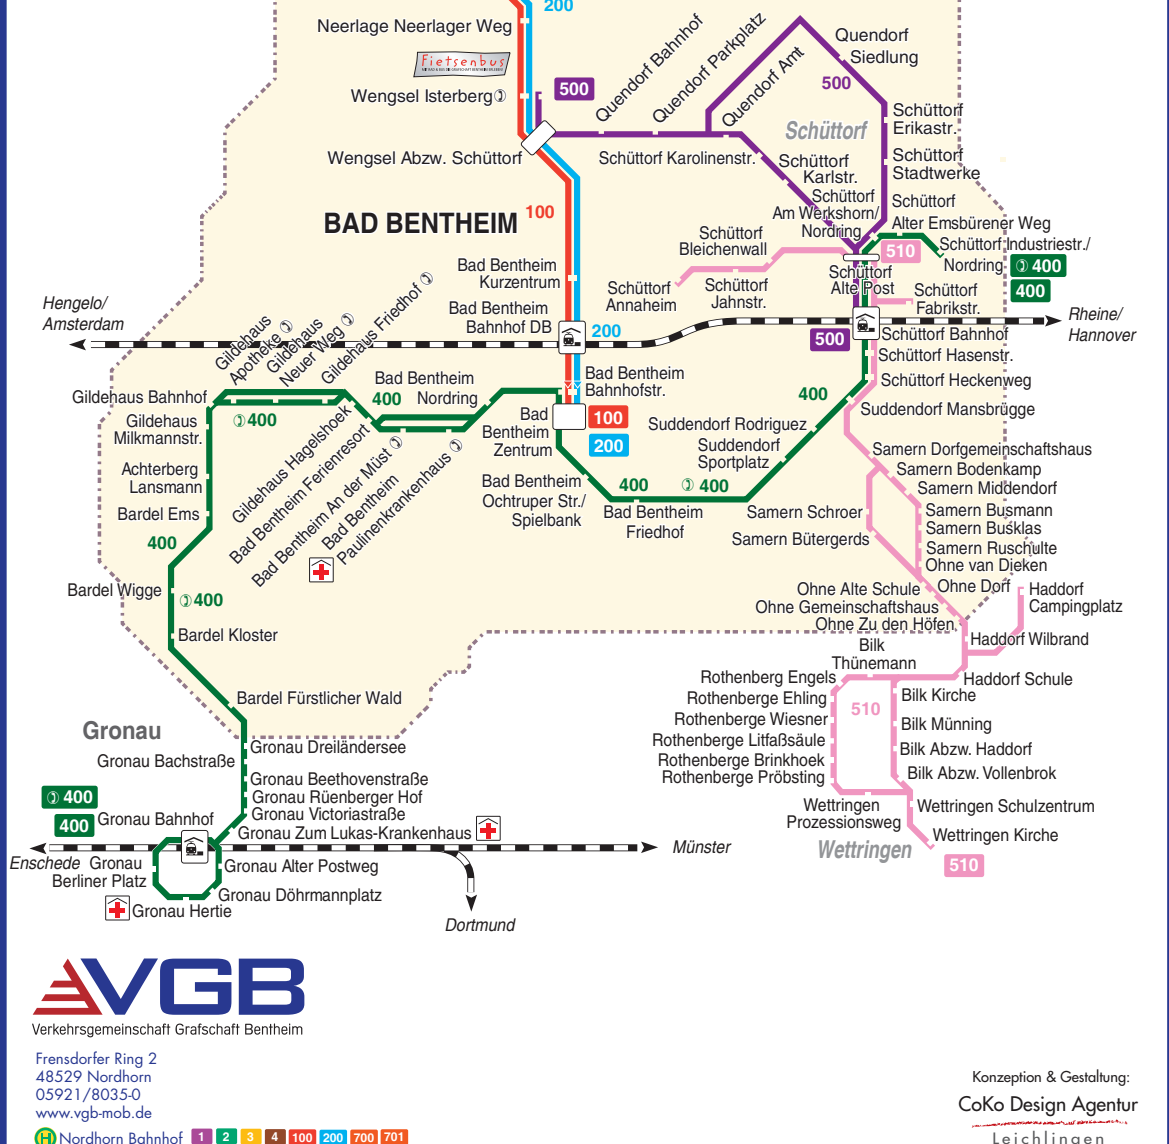 200
Neerlage Neerlager Weg
Fietsenbus
Wengsel Isterberg
500
Wengsel Abzw. Schüttorf
Quendorf Bahnhof
Quendorf Parkplatz
Quendorf Amt
Quendorf
Siedlung
500
Schüttorf
Schüttorf
Erikastr.
Schüttorf
Stadtwerke
Schüttorf Karolinenstr.
Schüttorf
Karlstr.
Schüttorf
Am Werkshorn/
Nordring
Schüttorf
Alter Emsbürener Weg
BAD BENTHEIM
100
Schüttorf
Bleichenwall
510
Schüttorf Industriestr./
Nordring
400
400
Schüttorf
Alte Post
Schüttorf
Annaheim
Schüttorf
Jahnstr.
Schüttorf
Fabrikstr.
Bad Bentheim
Kurzentrum
Bad Bentheim
Bahnhof DB
200
Hengelo/
Amsterdam
Rheine/
Hannover
500
Schüttorf Bahnhof
Schüttorf Hasenstr.
Schüttorf Heckenweg
Gildehaus
Apotheke
Gildehaus
Neuer Weg
Gildehaus Friedhof
Gildehaus Bahnhof
400
Bad Bentheim
Nordring
400
Bad Bentheim
Bahnhofstr.
Bad
Bentheim
Zentrum
100
200
400
Gildehaus
Milkmannstr.
Achterberg
Lansmann
Bardel Ems
400
Gildehaus Hagelshoek
Bad Bentheim Ferienresort
Bad Bentheim An der Müst
Bad Bentheim
Paulinenkrankenhaus
Bad Bentheim
Ochtruper Str./
Spielbank
400
400
Bad Bentheim
Friedhof
Suddendorf Rodriguez
Suddendorf
Sportplatz
Suddendorf Mansbrügge
Samern Dorfgemeinschaftshaus
Samern Bodenkamp
Samern Middendorf
Samern Schroer
Samern Busmann
Samern Bütergerds
Samern Busklas
Samern Ruschulte
Ohne van Dieken
Ohne Alte Schule
Ohne Dorf
Ohne Gemeinschaftshaus
Ohne Zu den Höfen
Haddorf
Campingplatz
Haddorf Wilbrand
Bardel Wigge
400
Bardel Kloster
Bilk
Thünemann
Haddorf Schule
Rothenberg Engels
Rothenberge Ehling
Rothenberge Wiesner
Rothenberge Litfaßsäule
Rothenberge Brinkhoek
Rothenberge Pröbsting
510
Bilk Kirche
Bilk Münning
Bilk Abzw. Haddorf
Bilk Abzw. Vollenbrok
Wettringen
Prozessionsweg
Wettringen Schulzentrum
Wettringen Kirche
Wettringen
510
Bardel Fürstlicher Wald
Gronau
Gronau Dreiländersee
Gronau Bachstraße
Gronau Beethovenstraße
400
Gronau Rüenberger Hof
400
Gronau Bahnhof
Gronau Victoriastraße
Gronau Zum Lukas-Krankenhaus
Enschede
Münster
Gronau
Berliner Platz
Gronau Alter Postweg
Gronau Döhrmannplatz
Gronau Hertie
Dortmund
VGB
Verkehrsgemeinschaft Grafschaft Bentheim
Frensdorfer Ring 2
48529 Nordhorn
05921/8035-0
www.vgb-mob.de
H Nordhorn Bahnhof 1 2 3 4 100 200 700 701
Konzeption & Gestaltung:
CoKo Design Agentur
Leichlingen